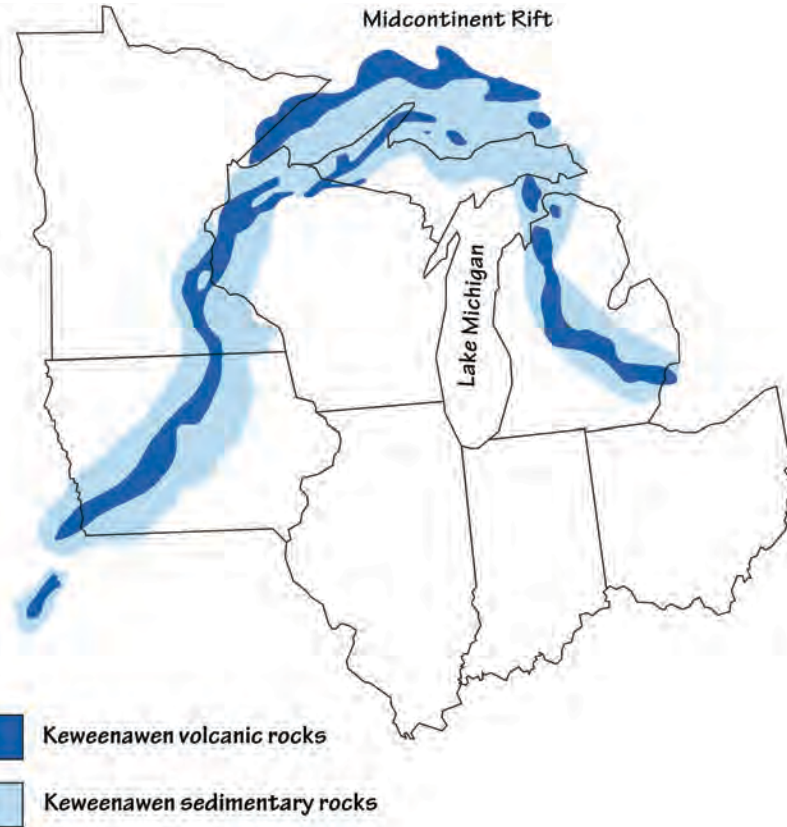 Midcontinent Rift
Lake Michigan
Keweenawen volcanic rocks
Keweenawen sedimentary rocks